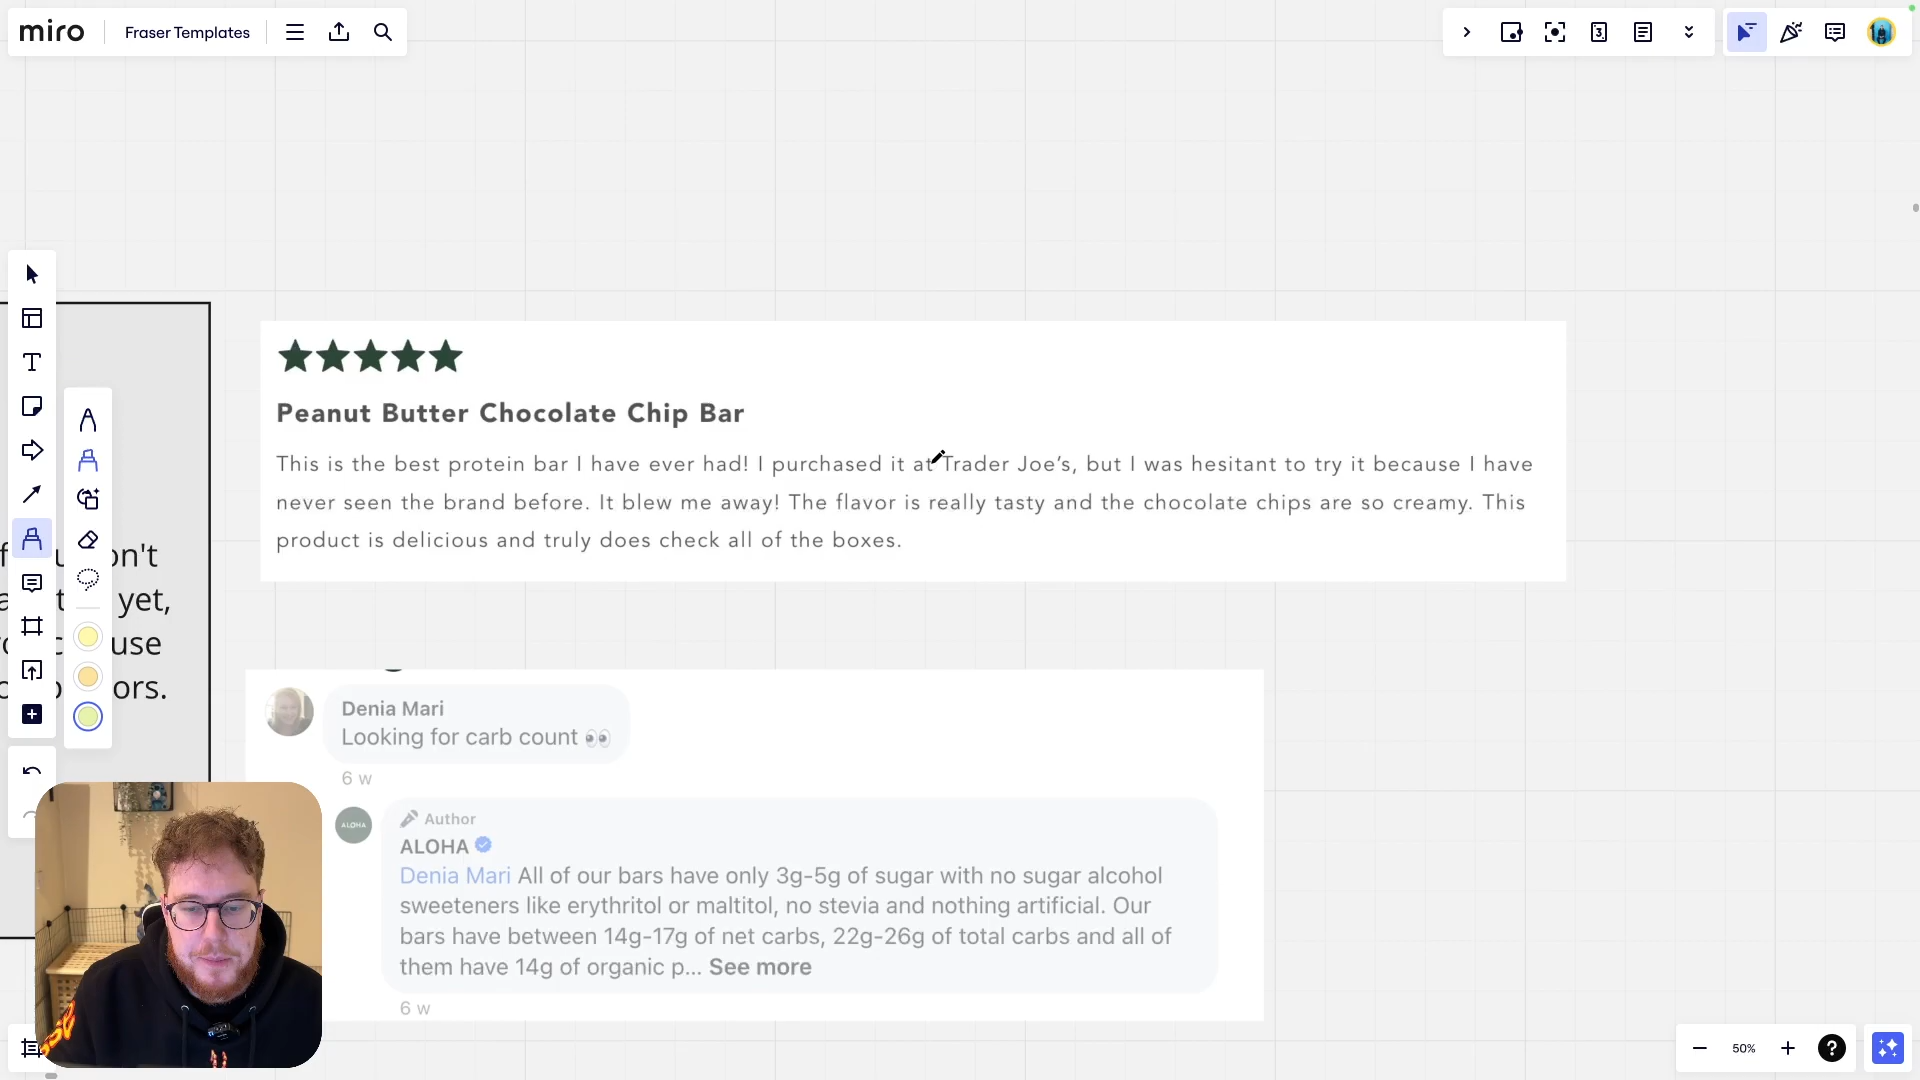 miro
Fraser Templates
on't
yet,
use
ors.
Peanut Butter Chocolate Chip Bar
This is the best protein bar I have ever had! I purchased it at Trader Joe's, but I was hesitant to try it because I have
never seen the brand before. It blew me away! The flavor is really tasty and the chocolate chips are so creamy. This
product is delicious and truly does check all of the boxes.
Denia Mari
Looking for carb count 👀
6 w
Author
ALOHA
ALOHA
Denia Mari All of our bars have only 3g-5g of sugar with no sugar alcohol
sweeteners like erythritol or maltitol, no stevia and nothing artificial. Our
bars have between 14g-17g of net carbs, 22g-26g of total carbs and all of
them have 14g of organic p... See more
6 w
50%